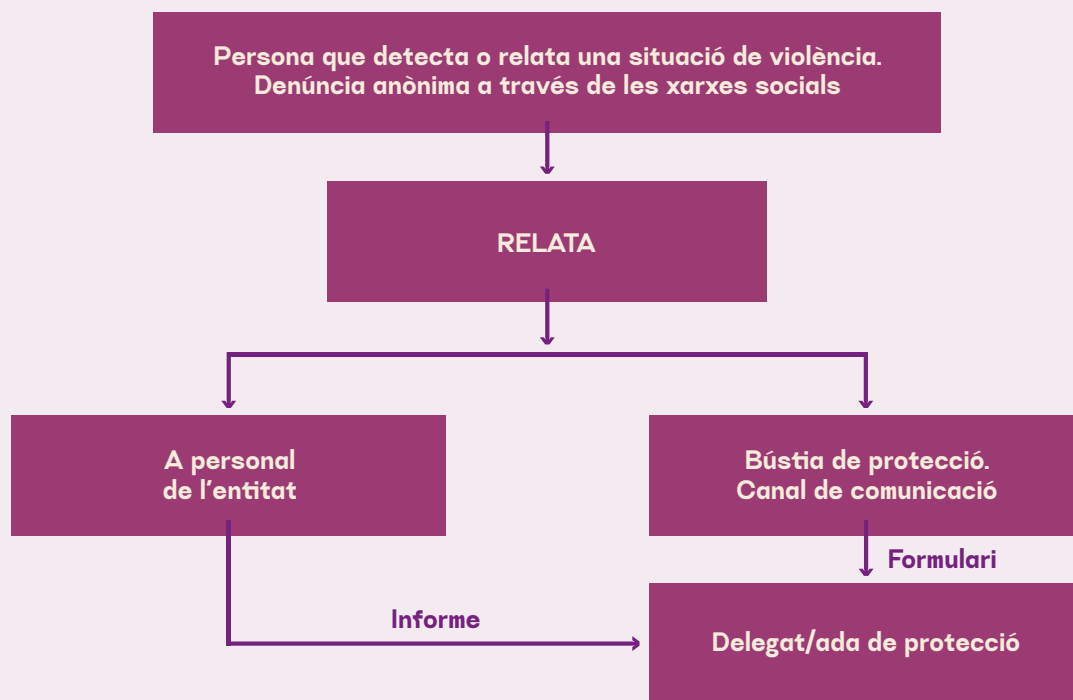 Persona que detecta o relata una situació de violència.
Denúncia anònima a través de les xarxes socials
RELATA
A personal
de l'entitat
Bústia de protecció.
Canal de comunicació
Formulari
Informe
Delegat/ada de protecció